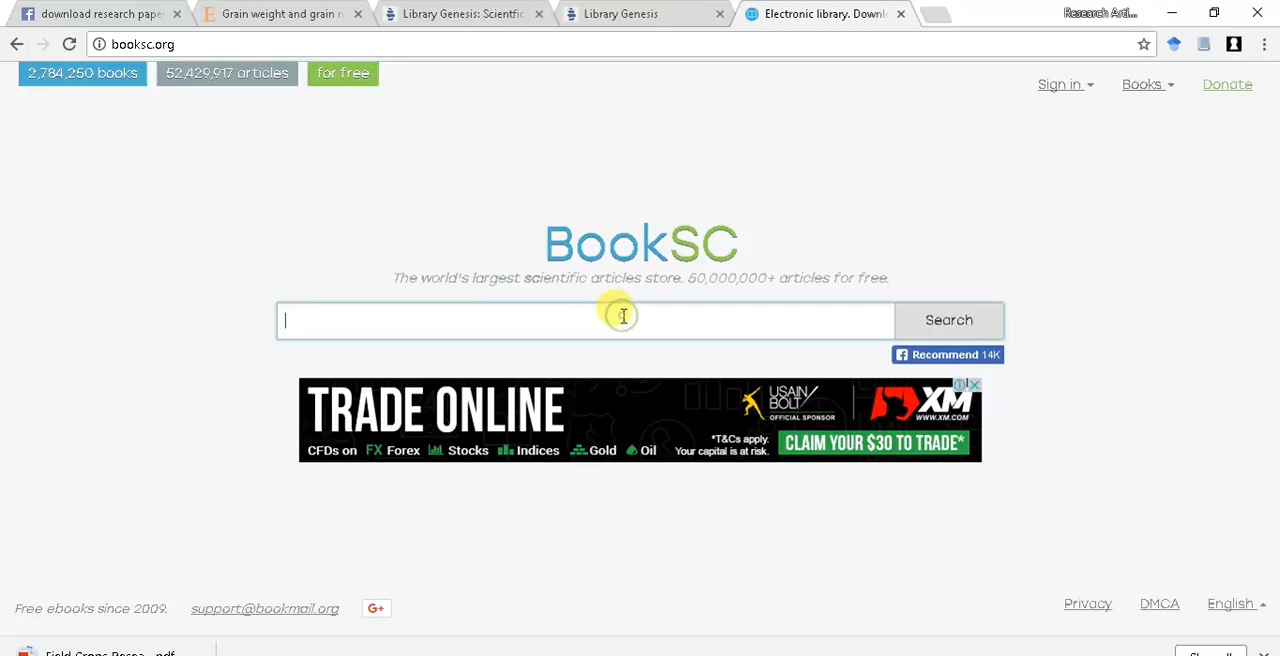 download research pape
Grain weight and grain n
Library Genesis: Scientific
Library Genesis
Electronic library. Downl
booksc.org
2,784,250 books
52,429,917 articles
for free
Sign in
Books
Donate
BookSC
The world's largest scientific articles store. 50,000,000+ articles for free.
Search
Recommend 14K
TRADE ONLINE
CFDs on FX Forex Stocks Indices Gold Oil
USAIN BOLT
OFFICIAL SPONSOR
XM
WWW.XM.COM
*T&Cs apply.
Your capital is at risk.
CLAIM YOUR $30 TO TRADE*
Free ebooks since 2009.
support@bookmail.org
G+
Privacy
DMCA
English